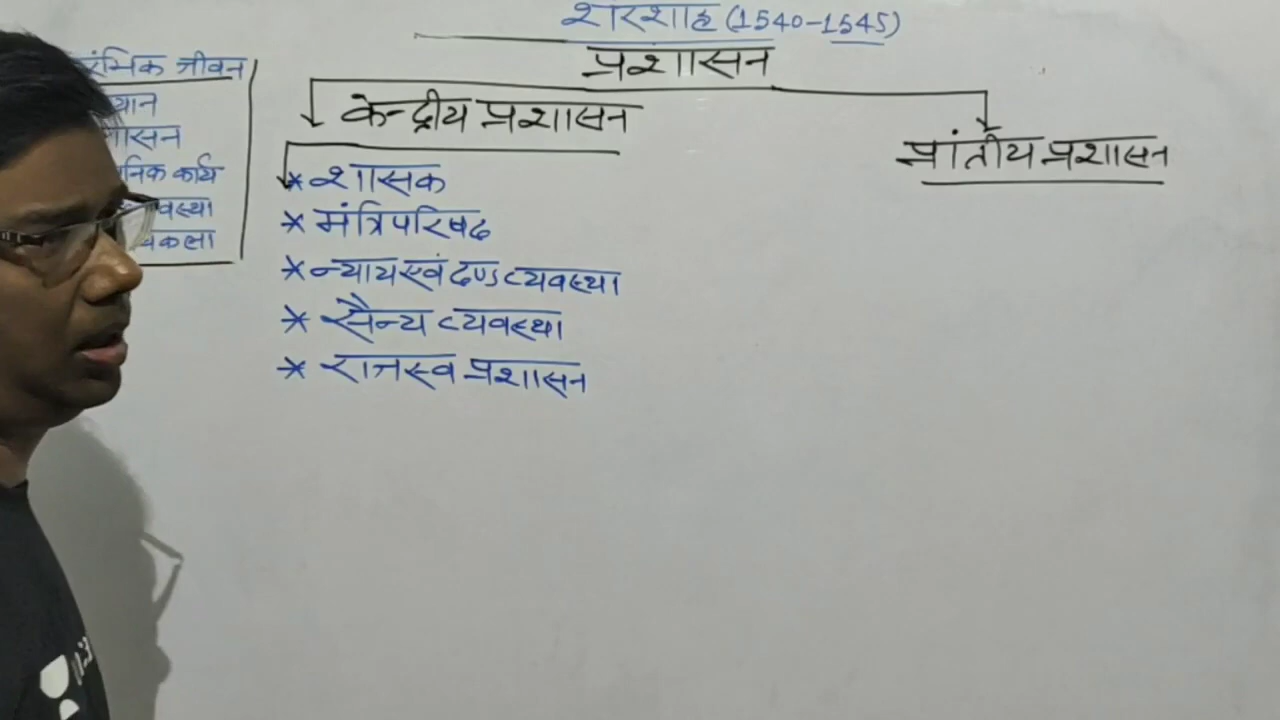 शेरशाह (1540-1545)
प्रशासन
जीवन
कार्य
केन्द्रीय प्रशासन
प्रांतीय प्रशासन
* शासक
* मंत्रिपरिषद
* न्याय एवं दण्ड व्यवस्था
* सैन्य व्यवस्था
* राजस्व प्रशासन